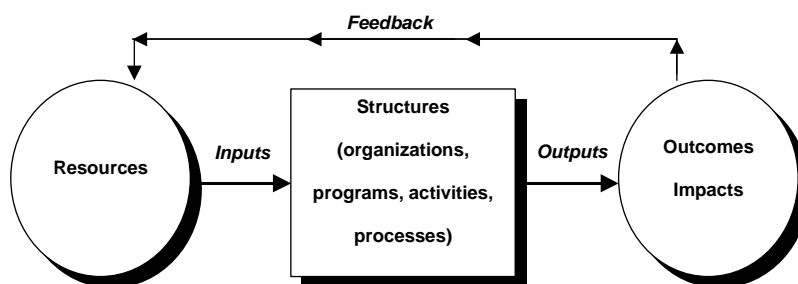 Feedback
Resources
Inputs
Structures
(organizations,
programs, activities,
processes)
Outputs
Outcomes
Impacts